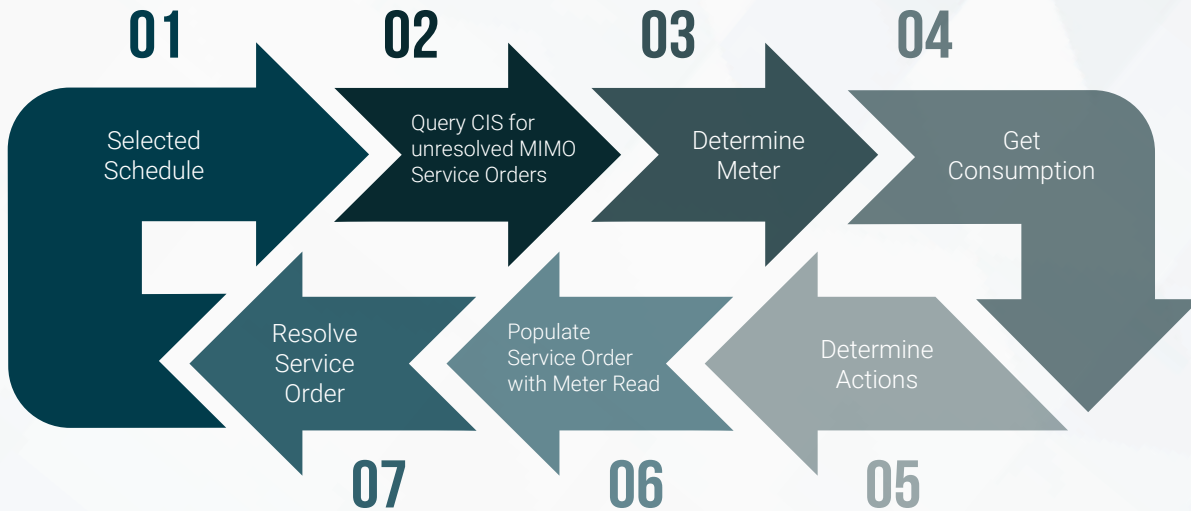 01
Selected
Schedule
02
Query CIS for
unresolved MIMO
Service Orders
03
Determine
Meter
04
Get
Consumption
Determine
Actions
05
Populate
Service Order
with Meter Read
06
Resolve
Service
Order
07